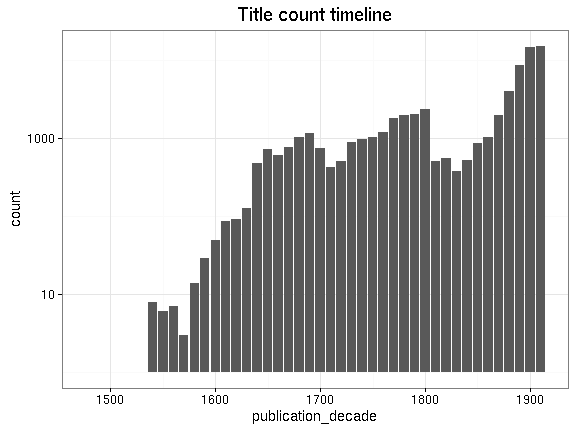 Title count timeline
count
1000
10
1500 1600 1700 1800 1900
publication_decade